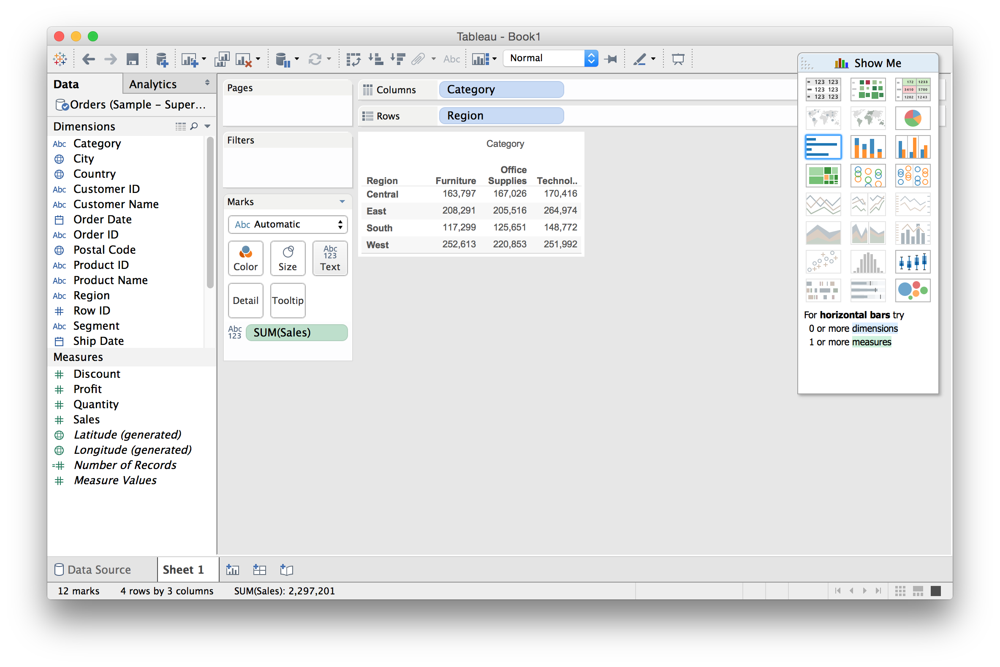 Tableau - Book1
Abc
Normal
Show Me
Data
Analytics
Orders (Sample – Super...
Dimensions
Abc Category
City
Country
Abc Customer ID
Abc Customer Name
Order Date
Abc Order ID
Postal Code
Abc Product ID
Abc Product Name
Abc Region
Row ID
Abc Segment
Ship Date
Measures
Discount
Profit
Quantity
Sales
Latitude (generated)
Longitude (generated)
=# Number of Records
Measure Values
Pages
Filters
Marks
Abc Automatic
Color
Size
Abc
123
Text
Detail
Tooltip
Abc
123
SUM(Sales)
Columns
Category
Rows
Region
Category
Region Furniture Office Supplies Technol..
Central 163,797 167,026 170,416
East 208,291 205,516 264,974
South 117,299 125,651 148,772
West 252,613 220,853 251,992
123 123
123 123
123 123
172 1233
3410 5700
1202 1243
For horizontal bars try
0 or more dimensions
1 or more measures
Data Source
Sheet 1
12 marks
4 rows by 3 columns
SUM(Sales): 2,297,201